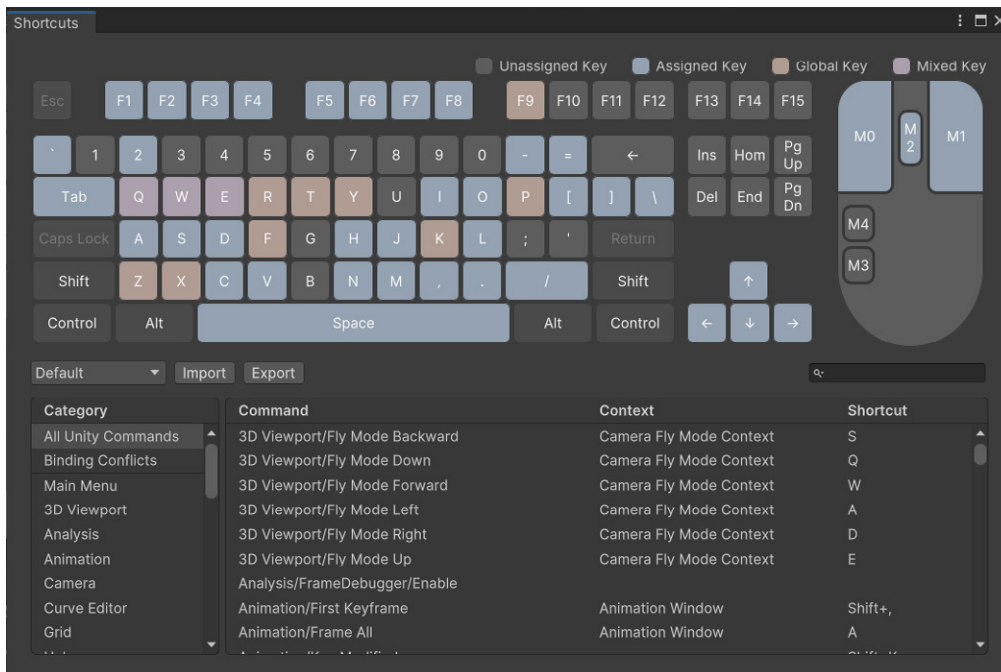 Shortcuts
Unassigned Key Assigned Key Global Key Mixed Key
Esc F1 F2 F3 F4 F5 F6 F7 F8 F9 F10 F11 F12 F13 F14 F15
` 1 2 3 4 5 6 7 8 9 0 - = ← Ins Hom Pg Up
Tab Q W E R T Y U I O P [ ] \ Del End Pg Dn
Caps Lock A S D F G H J K L ; ' Return
Shift Z X C V B N M , . / Shift ↑
Control Alt Space Alt Control ← ↓ →
M0 M2 M1
M4
M3
Default Import Export
Category Command Context Shortcut
All Unity Commands 3D Viewport/Fly Mode Backward Camera Fly Mode Context S
Binding Conflicts 3D Viewport/Fly Mode Down Camera Fly Mode Context Q
Main Menu 3D Viewport/Fly Mode Forward Camera Fly Mode Context W
3D Viewport 3D Viewport/Fly Mode Left Camera Fly Mode Context A
Analysis 3D Viewport/Fly Mode Right Camera Fly Mode Context D
Animation 3D Viewport/Fly Mode Up Camera Fly Mode Context E
Camera Analysis/FrameDebugger/Enable
Curve Editor Animation/First Keyframe Animation Window Shift+,
Grid Animation/Frame All Animation Window A